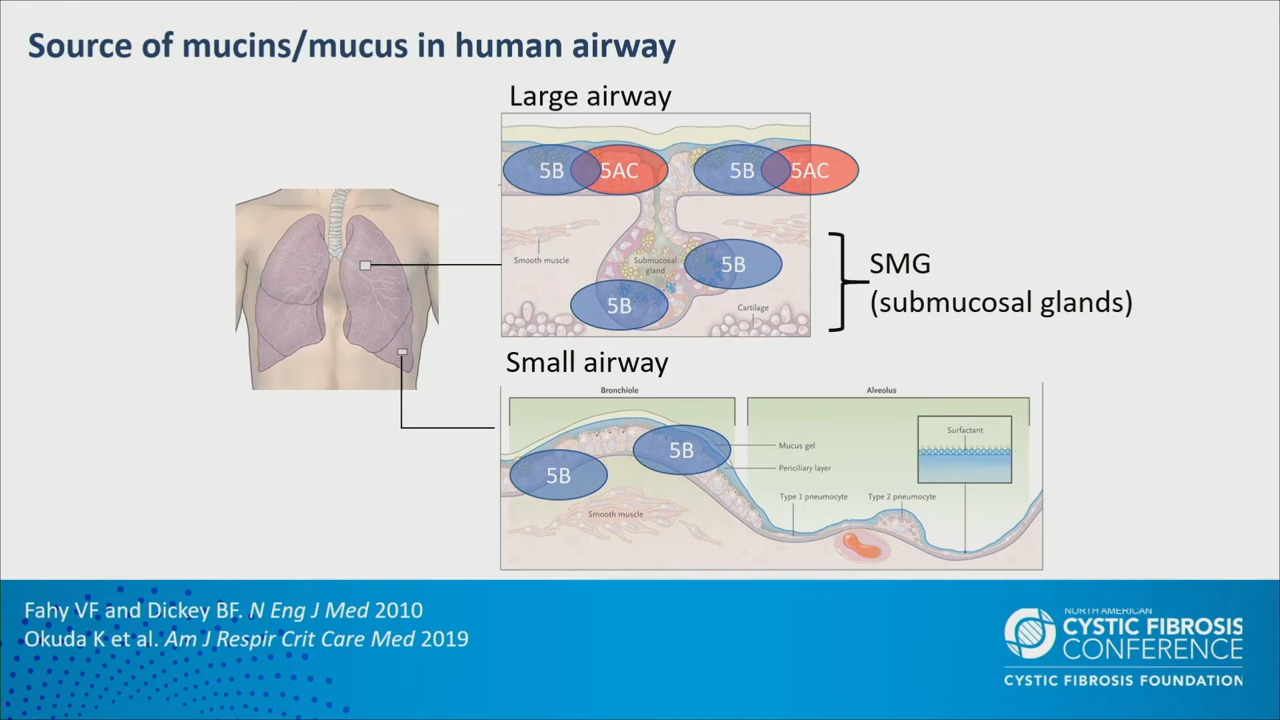 Source of mucins/mucus in human airway
Large airway
5B
5AC
5B
5AC
Smooth muscle
Submucosal
gland
5B
5B
Cartilage
SMG
(submucosal glands)
Small airway
Bronchiole
Alveolus
5B
5B
Mucus gel
Periciliary layer
Surfactant
Type 1 pneumocyte
Type 2 pneumocyte
Smooth muscle
Fahy VF and Dickey BF. N Eng J Med 2010
Okuda K et al. Am J Respir Crit Care Med 2019
NORTH AMERICAN
CYSTIC FIBROSIS
CONFERENCE
CYSTIC FIBROSIS FOUNDATION